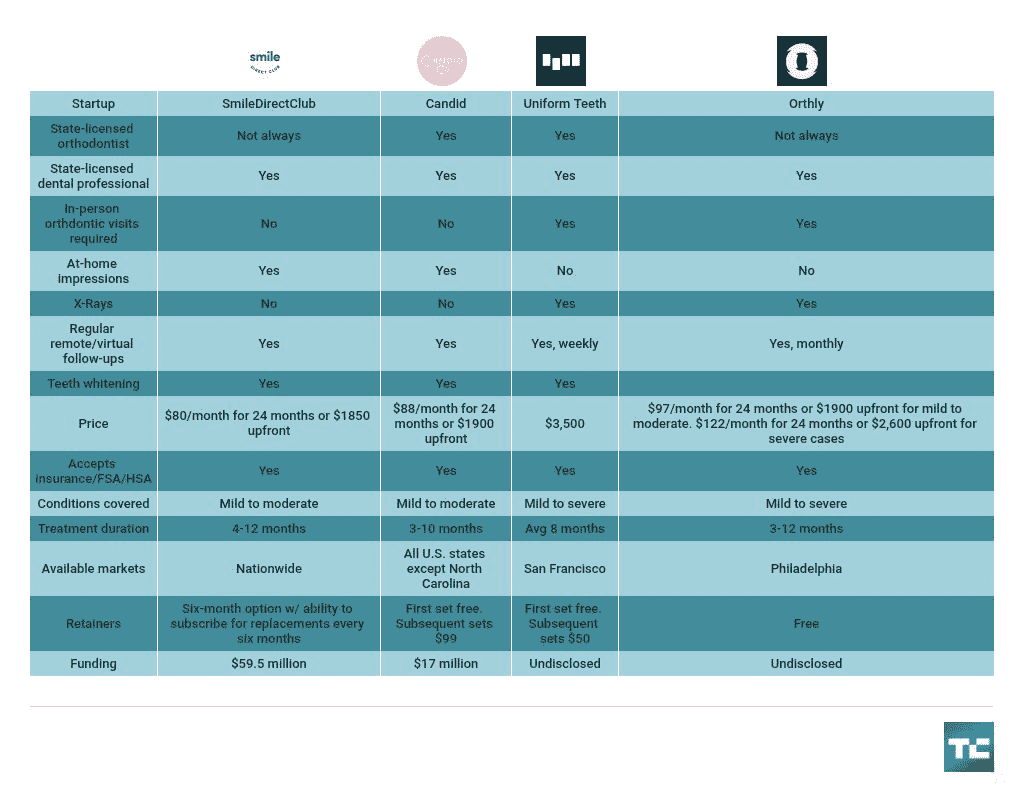 smile
DIRECT CLUB
Startup SmileDirectClub Candid Uniform Teeth Orthly
State-licensed
orthodontist Not always Yes Yes Not always
State-licensed
dental professional Yes Yes Yes Yes
In-person
orthdontic visits No No Yes Yes
required
At-home
impressions Yes Yes No No
X-Rays No No Yes Yes
Regular
remote/virtual Yes Yes Yes, weekly Yes, monthly
follow-ups
Teeth whitening Yes Yes Yes
Price
$80/month for 24 months or $1850
upfront
$88/month for 24
months or $1900
upfront
$3,500
$97/month for 24 months or $1900 upfront for mild to
moderate. $122/month for 24 months or $2,600 upfront for
severe cases
Accepts
insurance/FSA/HSA Yes Yes Yes Yes
Conditions covered Mild to moderate Mild to moderate Mild to severe Mild to severe
Treatment duration 4-12 months 3-10 months Avg 8 months 3-12 months
Available markets
Nationwide
All U.S. states
except North
Carolina
San Francisco
Philadelphia
Retainers
Six-month option w/ ability to
subscribe for replacements every
six months
First set free.
Subsequent sets
$99
First set free.
Subsequent
sets $50
Free
Funding $59.5 million $17 million Undisclosed Undisclosed
TC